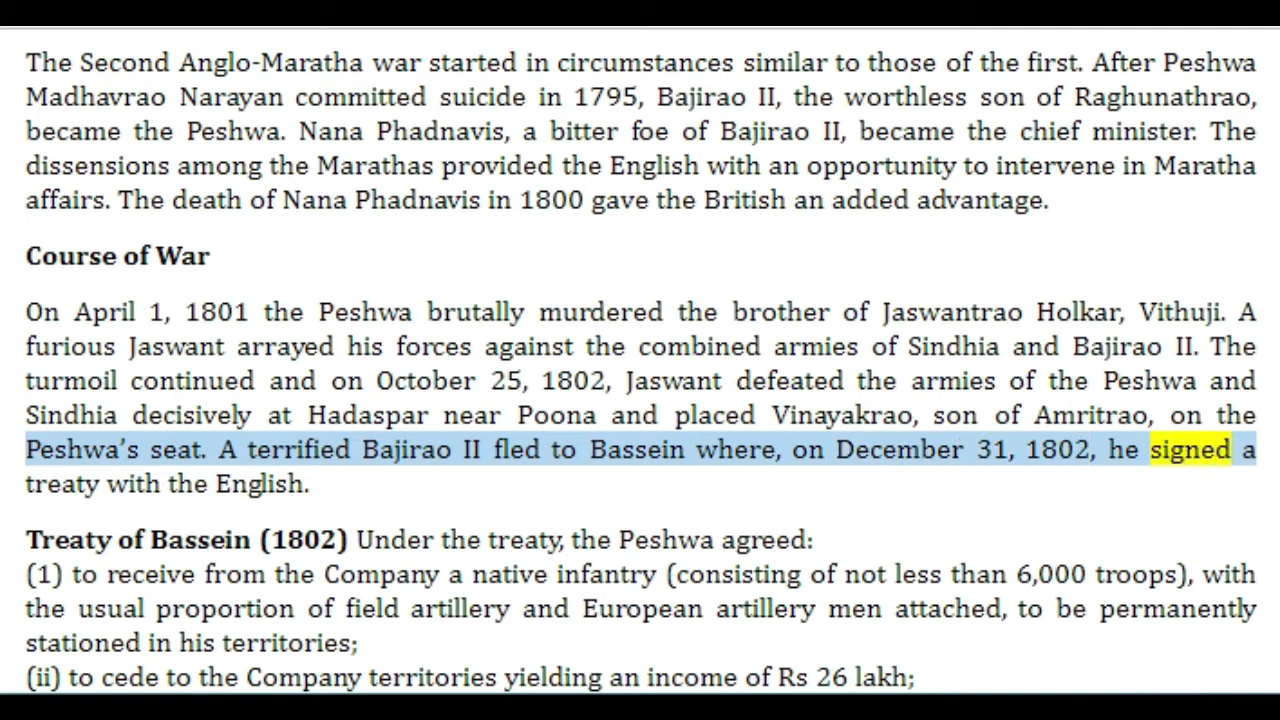 The Second Anglo-Maratha war started in circumstances similar to those of the first. After Peshwa
Madhavrao Narayan committed suicide in 1795, Bajirao II, the worthless son of Raghunathrao,
became the Peshwa. Nana Phadnavis, a bitter foe of Bajirao II, became the chief minister. The
dissensions among the Marathas provided the English with an opportunity to intervene in Maratha
affairs. The death of Nana Phadnavis in 1800 gave the British an added advantage.
Course of War
On April 1, 1801 the Peshwa brutally murdered the brother of Jaswantrao Holkar, Vithuji. A
furious Jaswant arrayed his forces against the combined armies of Sindhia and Bajirao II. The
turmoil continued and on October 25, 1802, Jaswant defeated the armies of the Peshwa and
Sindhia decisively at Hadaspar near Poona and placed Vinayakrao, son of Amritrao, on the
Peshwa’s seat. A terrified Bajirao II fled to Bassein where, on December 31, 1802, he signed a
treaty with the English.
Treaty of Bassein (1802) Under the treaty, the Peshwa agreed:
(1) to receive from the Company a native infantry (consisting of not less than 6,000 troops), with
the usual proportion of field artillery and European artillery men attached, to be permanently
stationed in his territories;
(ii) to cede to the Company territories yielding an income of Rs 26 lakh;